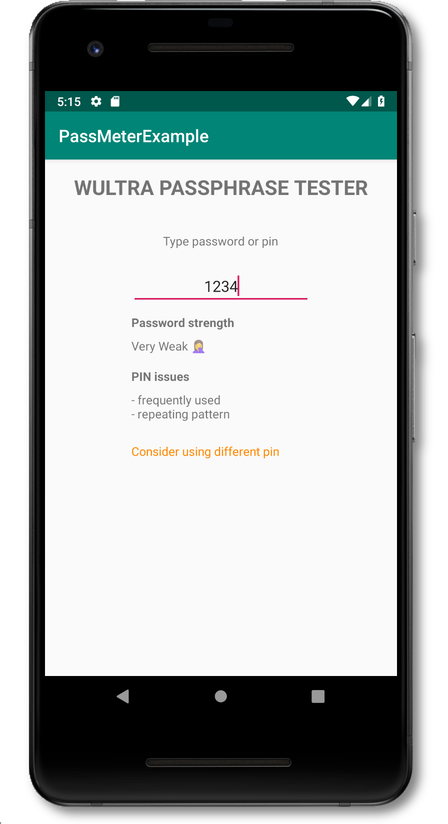 5:15
PassMeterExample
WULTRA PASSPHRASE TESTER
Type password or pin
1234
Password strength
Very Weak 🤦‍♀️
PIN issues
- frequently used
- repeating pattern
Consider using different pin